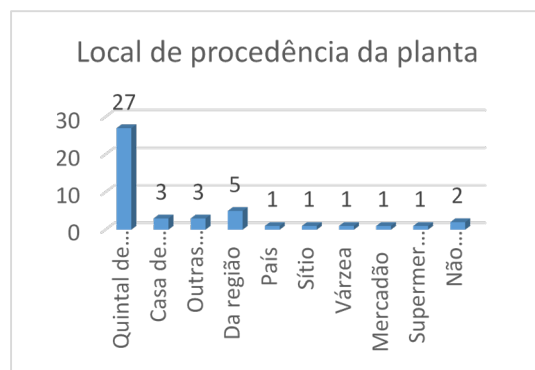 Local de procedência da planta
27
30
20
10
0
3
3
5
1
1
1
1
1
2
Quintal de...
Casa de...
Outras...
Da região
País
Sítio
Várzea
Mercadão
Supermer...
Não...